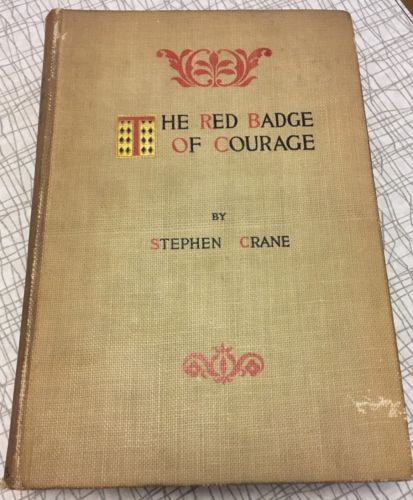 THE RED BADGE
OF COURAGE
BY
STEPHEN CRANE